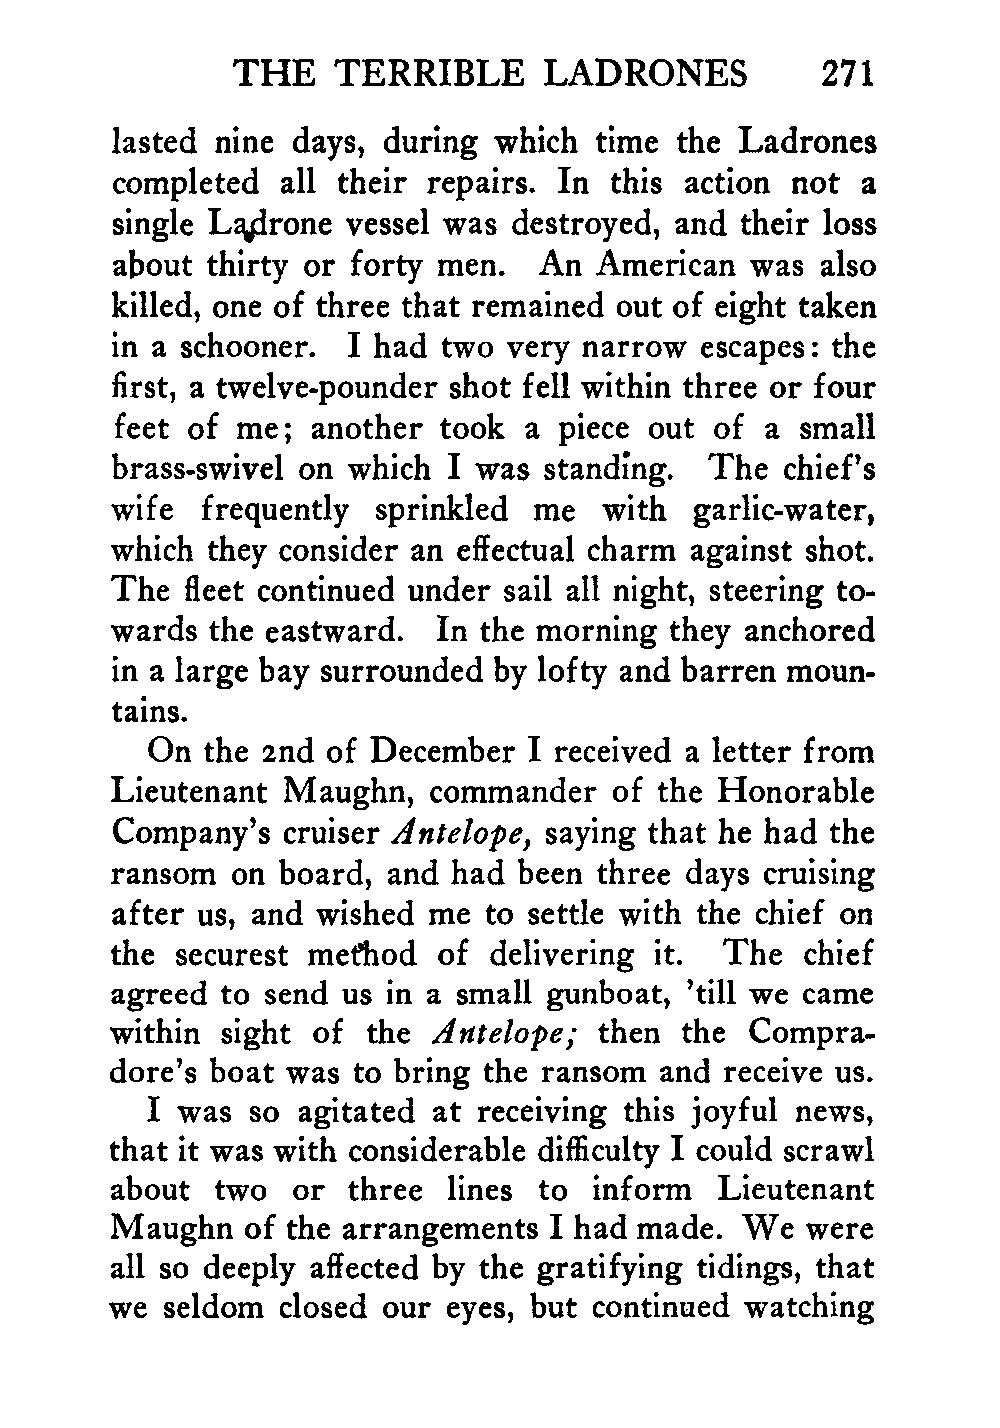 THE TERRIBLE LADRONES 271
lasted nine days, during which time the Ladrones
completed all their repairs. In this action not a
single Ladrone vessel was destroyed, and their loss
about thirty or forty men. An American was also
killed, one of three that remained out of eight taken
in a schooner. I had two very narrow escapes: the
first, a twelve-pounder shot fell within three or four
feet of me; another took a piece out of a small
brass-swivel on which I was standing. The chief's
wife frequently sprinkled me with garlic-water,
which they consider an effectual charm against shot.
The fleet continued under sail all night, steering to-
wards the eastward. In the morning they anchored
in a large bay surrounded by lofty and barren moun-
tains.
On the 2nd of December I received a letter from
Lieutenant Maughn, commander of the Honorable
Company's cruiser Antelope, saying that he had the
ransom on board, and had been three days cruising
after us, and wished me to settle with the chief on
the securest method of delivering it. The chief
agreed to send us in a small gunboat, 'till we came
within sight of the Antelope; then the Compra-
dore's boat was to bring the ransom and receive us.
I was so agitated at receiving this joyful news,
that it was with considerable difficulty I could scrawl
about two or three lines to inform Lieutenant
Maughn of the arrangements I had made. We were
all so deeply affected by the gratifying tidings, that
we seldom closed our eyes, but continued watching